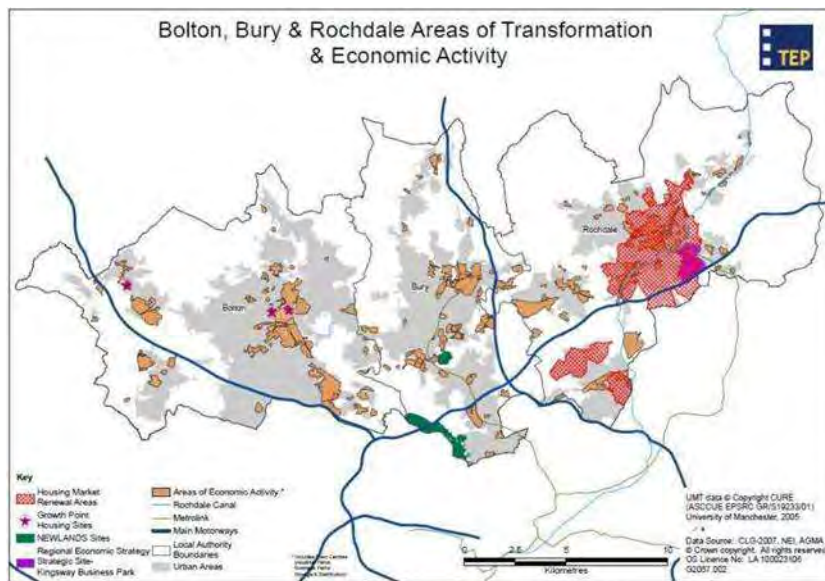 Bolton, Bury & Rochdale Areas of Transformation
& Economic Activity
TEP
Rochdale
Bury
Bolton
Key
Housing Market
Renewal Areas
Growth Point
Housing Sites
NEWLANDS Sites
Regional Economic Strategy
Strategic Site-
Kingsway Business Park
Areas of Economic Activity *
Rochdale Canal
Metrolink
Main Motorways
Local Authority
Boundaries
Urban Areas
0 2.5 5 10
Kilometres
UMT data © Copyright CURE
(ASCCUE EPSRC GR/S19233/01)
University of Manchester, 2005
Data Source: CLG-2007, NEI, AGMA
© Crown copyright. All rights reserved
OS Licence No: LA 100023106
G2057.002